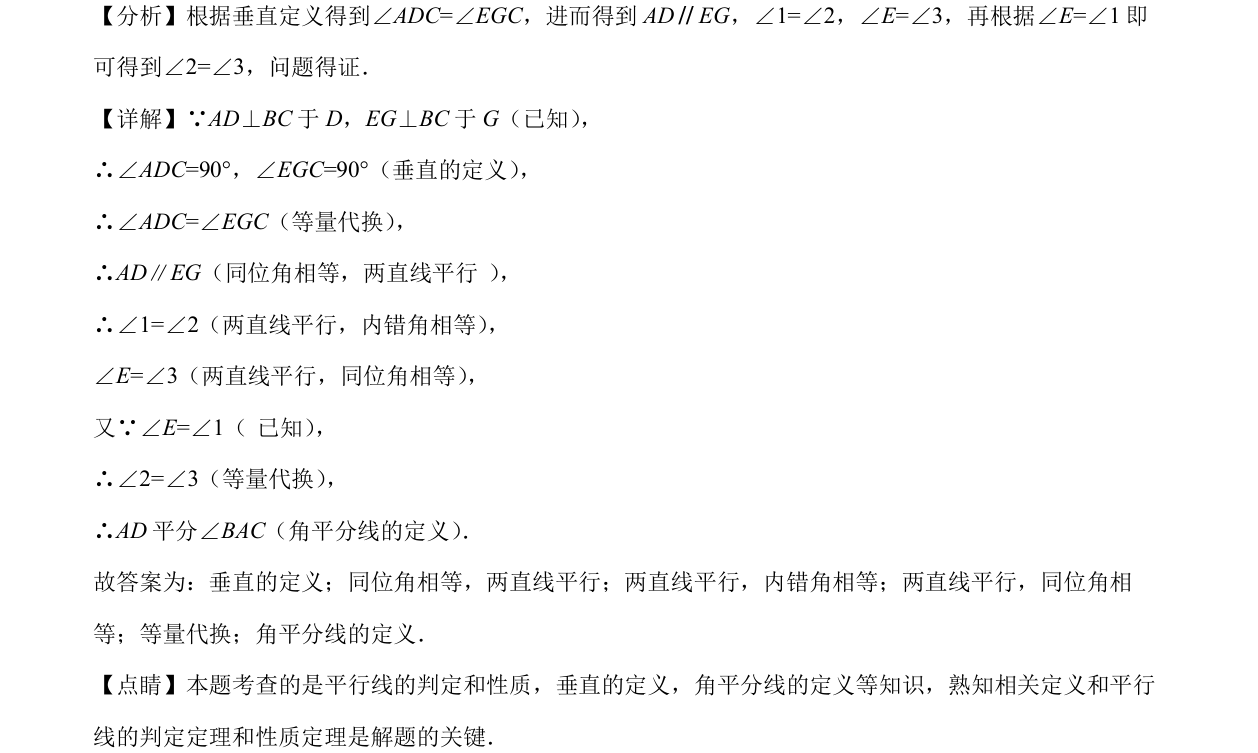 【分析】根据垂直定义得到∠ADC=∠EGC，进而得到 AD∥EG，∠1=∠2，∠E=∠3，再根据∠E=∠1 即
可得到∠2=∠3，问题得证．
【详解】∵AD⊥BC 于 D，EG⊥BC 于 G（已知），
∴∠ADC=90°，∠EGC=90°（垂直的定义），
∴∠ADC=∠EGC（等量代换），
∴AD∥EG（同位角相等，两直线平行 ），
∴∠1=∠2（两直线平行，内错角相等），
∠E=∠3（两直线平行，同位角相等），
又∵∠E=∠1（ 已知），
∴∠2=∠3（等量代换），
∴AD 平分∠BAC（角平分线的定义）．
故答案为：垂直的定义；同位角相等，两直线平行；两直线平行，内错角相等；两直线平行，同位角相
等；等量代换；角平分线的定义．
【点睛】本题考查的是平行线的判定和性质，垂直的定义，角平分线的定义等知识，熟知相关定义和平行
线的判定定理和性质定理是解题的关键．